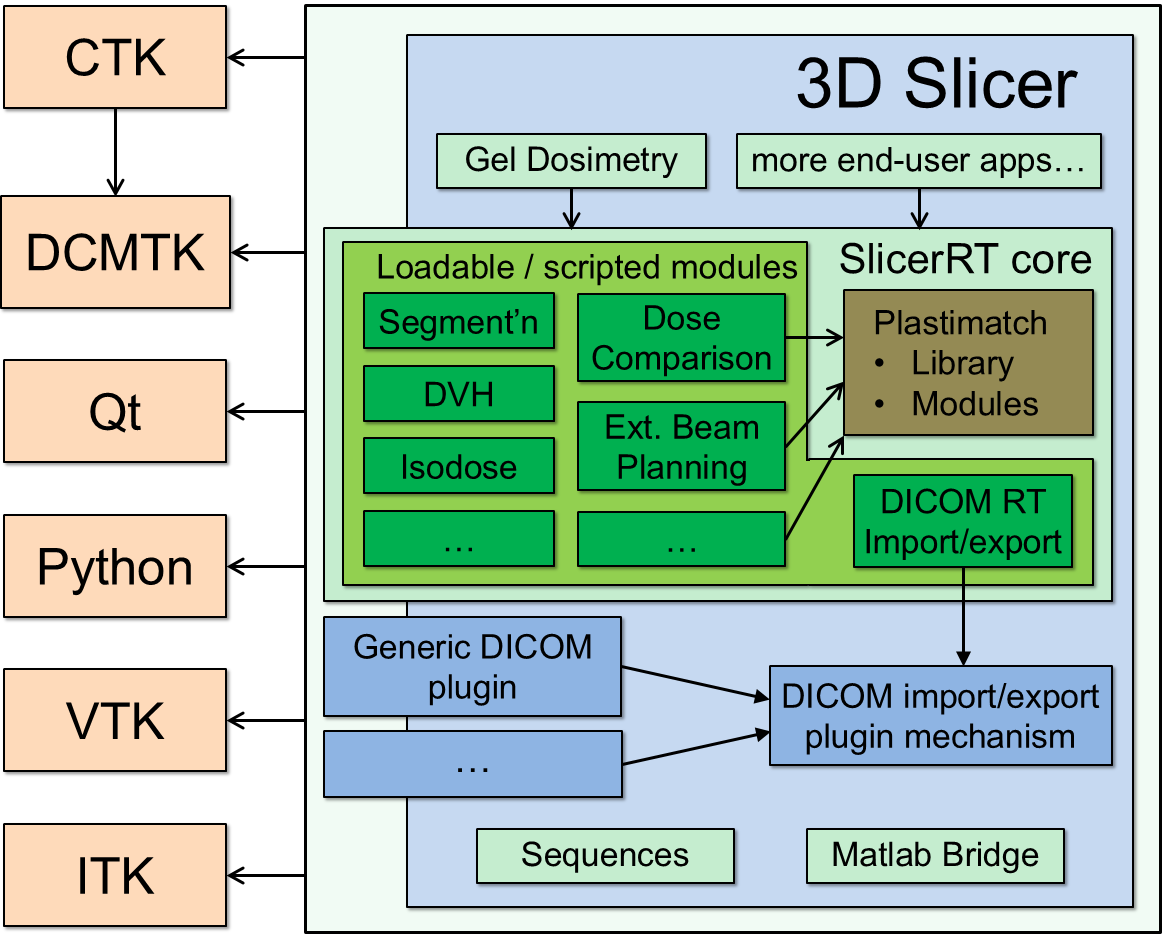 CTK
DCMTK
Qt
Python
VTK
ITK
3D Slicer
Gel Dosimetry
more end-user apps…
SlicerRT core
Loadable / scripted modules
Segment’n
DVH
Isodose
…
Dose
Comparison
Ext. Beam
Planning
…
Plastimatch
• Library
• Modules
DICOM RT
Import/export
Generic DICOM
plugin
…
DICOM import/export
plugin mechanism
Sequences
Matlab Bridge